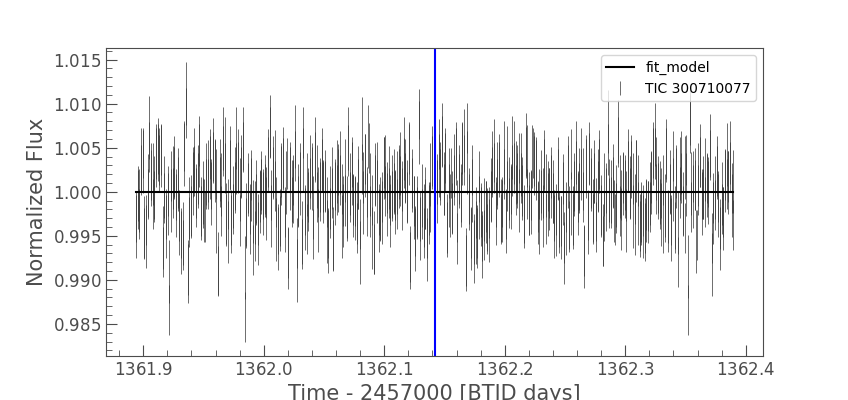 1.015
1.010
1.005
1.000
0.995
0.990
0.985
Normalized Flux
fit_model
TIC 300710077
1361.9 1362.0 1362.1 1362.2 1362.3 1362.4
Time - 2457000 [BTJD days]